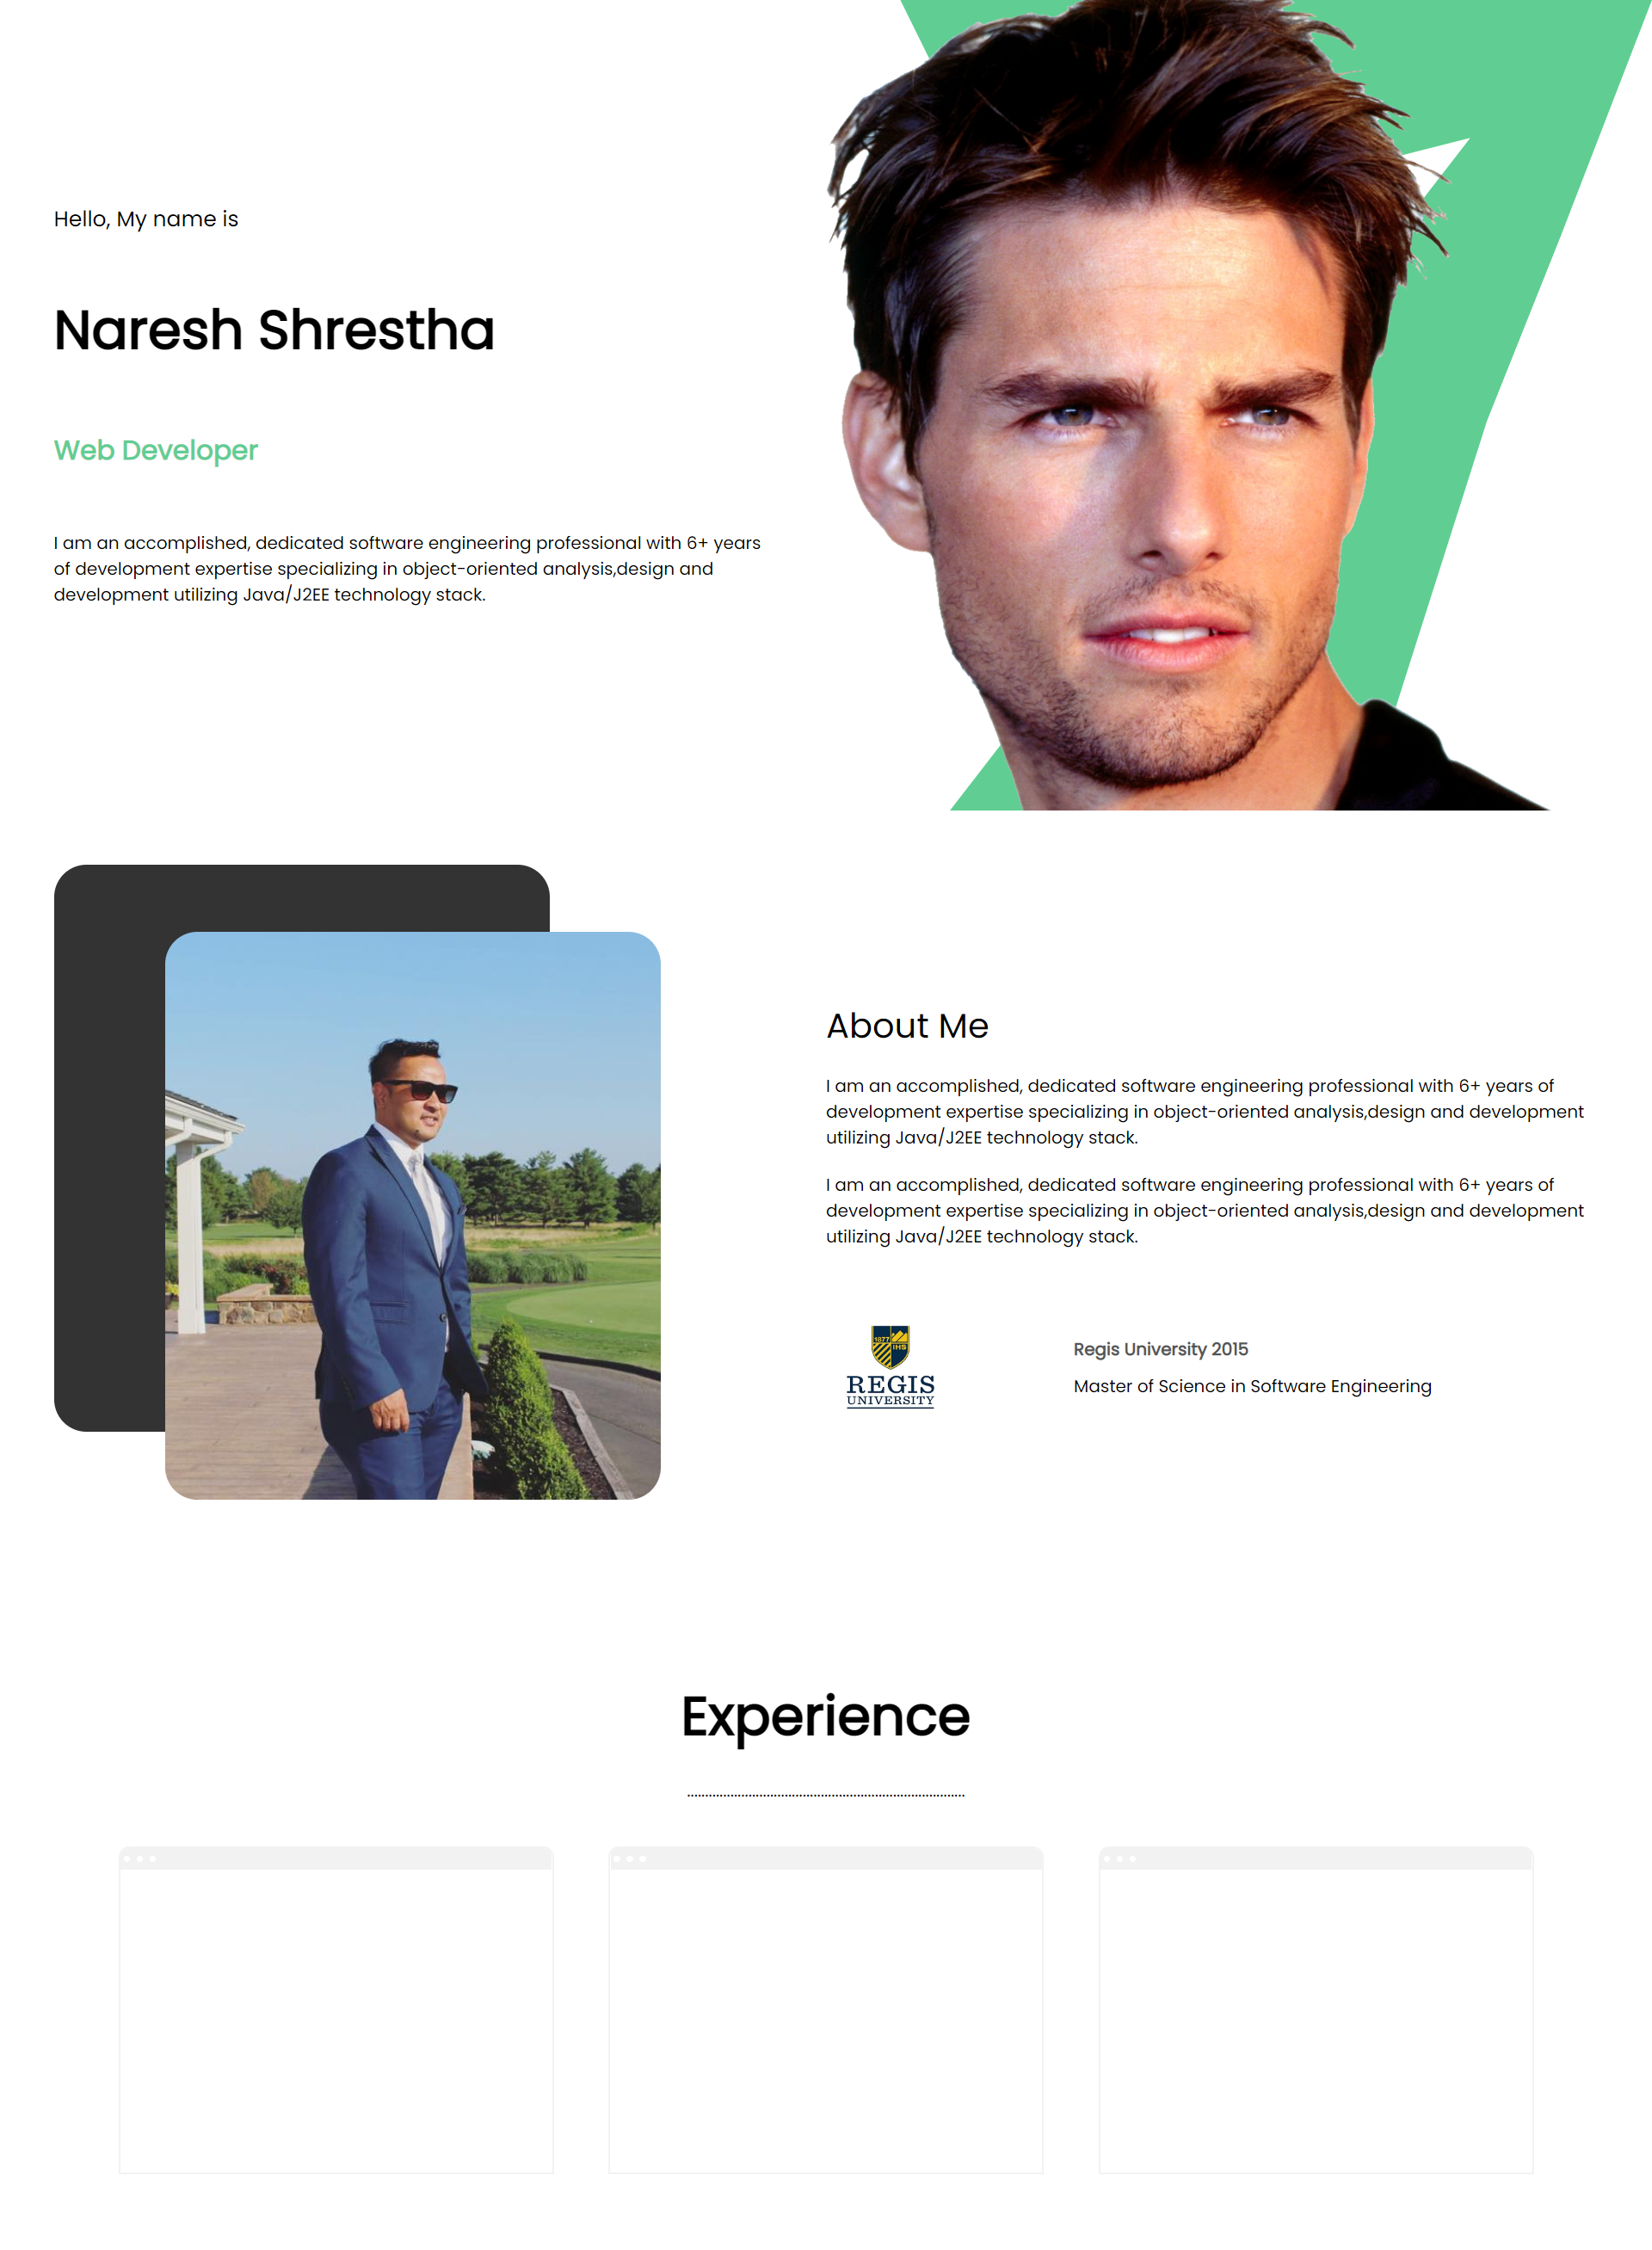 Hello, My name is
Naresh Shrestha
Web Developer
I am an accomplished, dedicated software engineering professional with 6+ years
of development expertise specializing in object-oriented analysis,design and
development utilizing Java/J2EE technology stack.
About Me
I am an accomplished, dedicated software engineering professional with 6+ years of
development expertise specializing in object-oriented analysis,design and development
utilizing Java/J2EE technology stack.
I am an accomplished, dedicated software engineering professional with 6+ years of
development expertise specializing in object-oriented analysis,design and development
utilizing Java/J2EE technology stack.
1877
IHS
REGIS
UNIVERSITY
Regis University 2015
Master of Science in Software Engineering
Experience